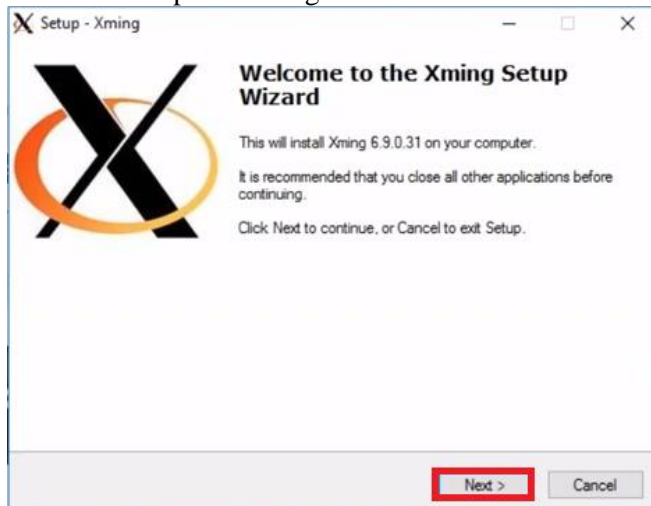 Setup - Xming
Welcome to the Xming Setup
Wizard
This will install Xming 6.9.0.31 on your computer.
It is recommended that you close all other applications before
continuing.
Click Next to continue, or Cancel to exit Setup.
Next >
Cancel